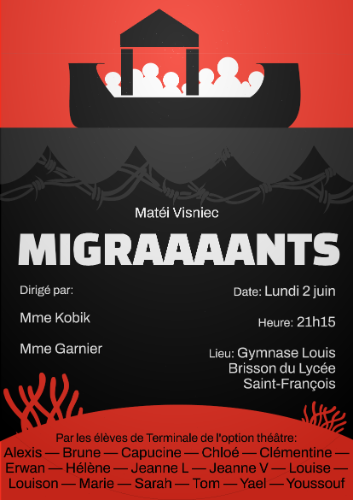 Matéi Visniec
MIGRAAAANTS
Dirigé par:
Mme Kobik
Mme Garnier
Date: Lundi 2 juin
Heure: 21h15
Lieu: Gymnase Louis
Brisson du Lycée
Saint-François
Par les élèves de Terminale de l'option théâtre:
Alexis — Brune — Capucine — Chloé — Clémentine —
Erwan — Hélène — Jeanne L — Jeanne V — Louise —
Louison — Marie — Sarah — Tom — Yael — Youssouf